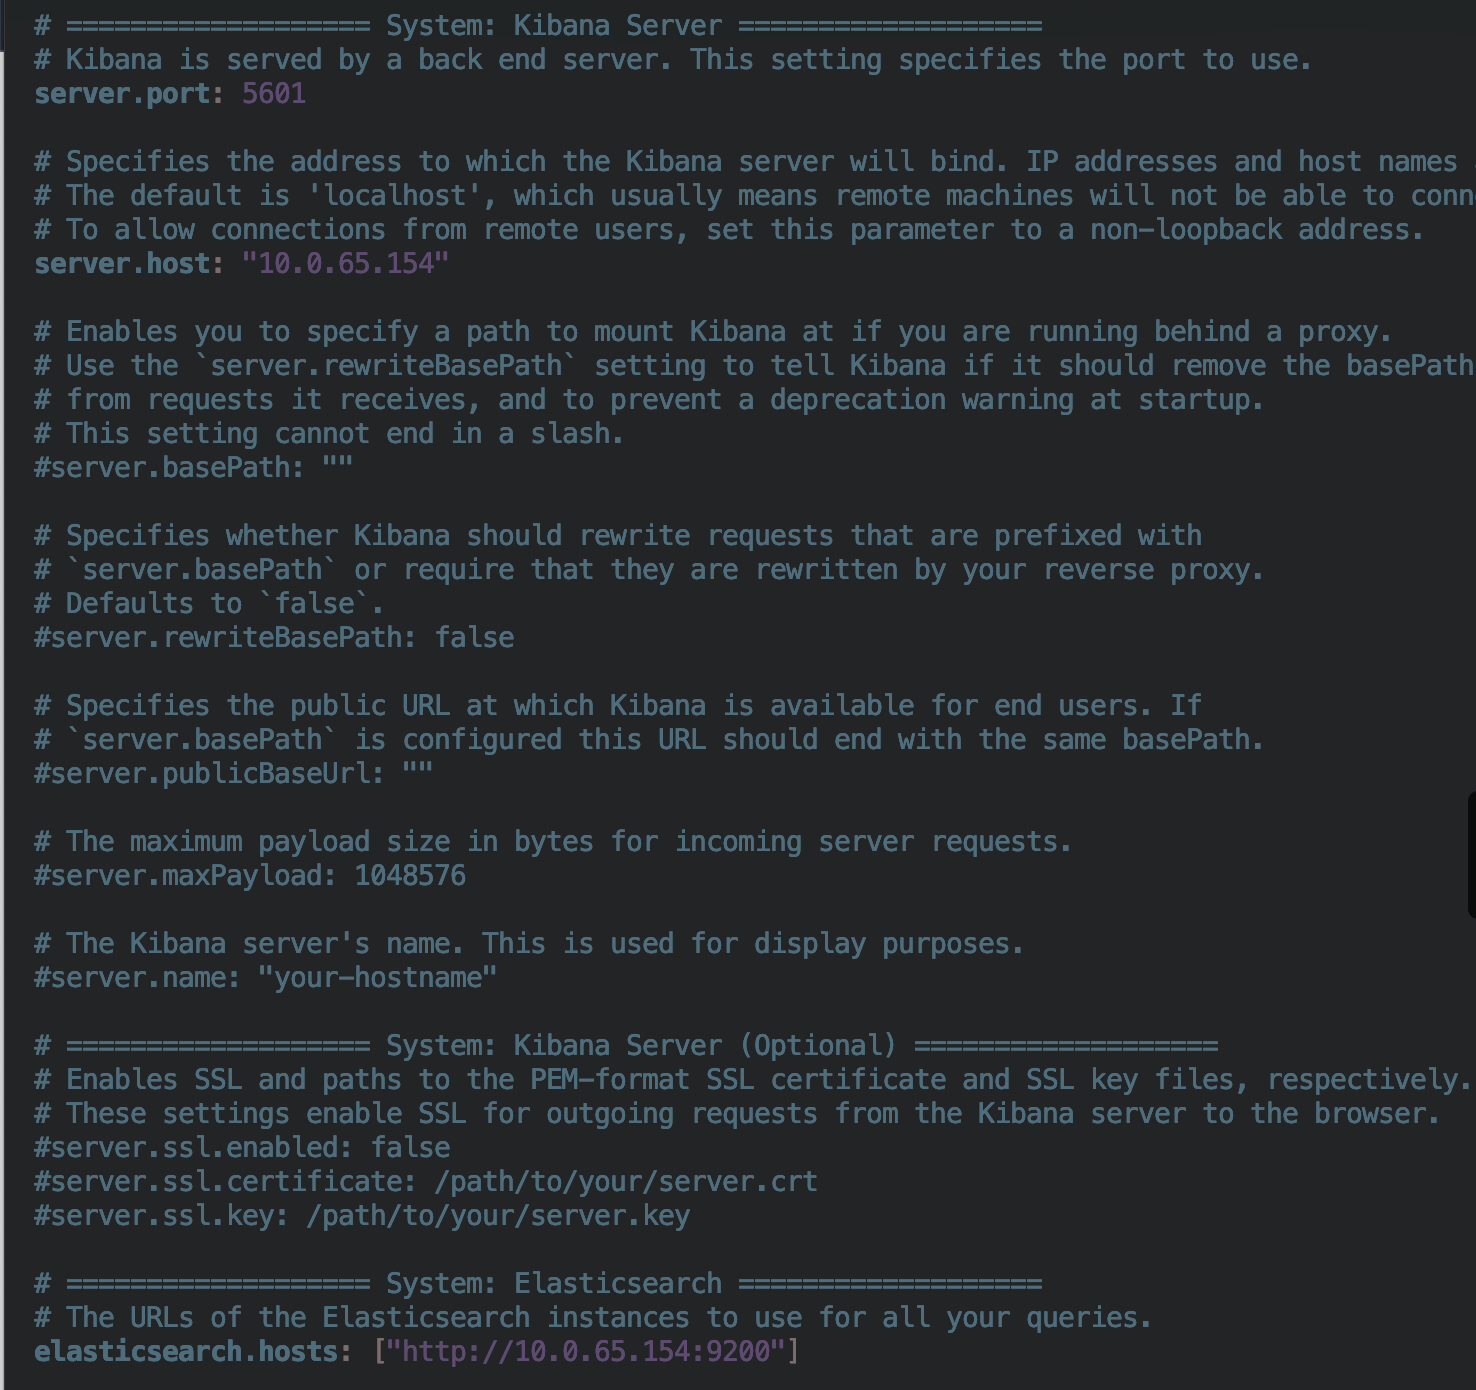 # =================== System: Kibana Server ===================
# Kibana is served by a back end server. This setting specifies the port to use.
server.port: 5601
# Specifies the address to which the Kibana server will bind. IP addresses and host names
# The default is 'localhost', which usually means remote machines will not be able to conn
# To allow connections from remote users, set this parameter to a non-loopback address.
server.host: "10.0.65.154"
# Enables you to specify a path to mount Kibana at if you are running behind a proxy.
# Use the `server.rewriteBasePath` setting to tell Kibana if it should remove the basePath
# from requests it receives, and to prevent a deprecation warning at startup.
# This setting cannot end in a slash.
#server.basePath: ""
# Specifies whether Kibana should rewrite requests that are prefixed with
# `server.basePath` or require that they are rewritten by your reverse proxy.
# Defaults to `false`.
#server.rewriteBasePath: false
# Specifies the public URL at which Kibana is available for end users. If
# `server.basePath` is configured this URL should end with the same basePath.
#server.publicBaseUrl: ""
# The maximum payload size in bytes for incoming server requests.
#server.maxPayload: 1048576
# The Kibana server's name. This is used for display purposes.
#server.name: "your-hostname"
# =================== System: Kibana Server (Optional) ===================
# Enables SSL and paths to the PEM-format SSL certificate and SSL key files, respectively.
# These settings enable SSL for outgoing requests from the Kibana server to the browser.
#server.ssl.enabled: false
#server.ssl.certificate: /path/to/your/server.crt
#server.ssl.key: /path/to/your/server.key
# =================== System: Elasticsearch ===================
# The URLs of the Elasticsearch instances to use for all your queries.
elasticsearch.hosts: ["http://10.0.65.154:9200"]